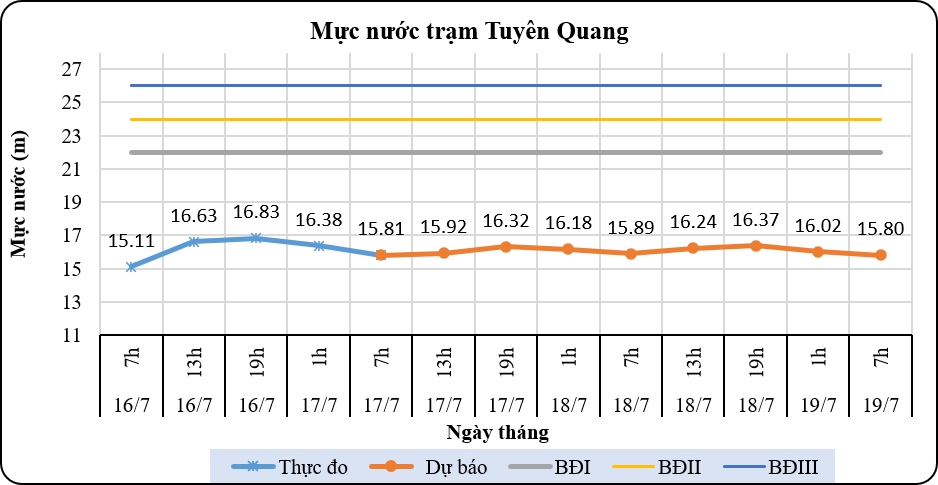 Mực nước trạm Tuyên Quang
Mực nước (m)
27
25
23
21
19
17
15
13
11
15.11 16.63 16.83 16.38 15.81 15.92 16.32 16.18 15.89 16.24 16.37 16.02 15.80
7h 13h 19h 1h 7h 13h 19h 1h 7h 13h 19h 1h 7h
16/7 16/7 16/7 17/7 17/7 17/7 17/7 18/7 18/7 18/7 18/7 19/7 19/7
Ngày tháng
Thực đo Dự báo BĐI BĐII BĐIII